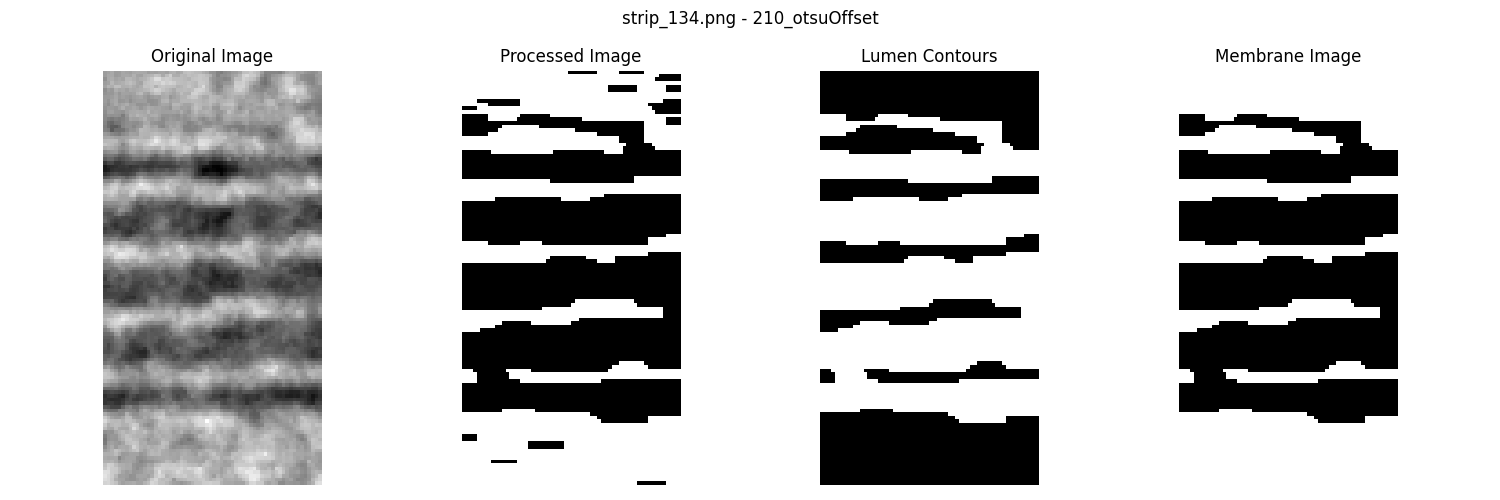 strip_134.png - 210_otsuOffset
Original Image
Processed Image
Lumen Contours
Membrane Image